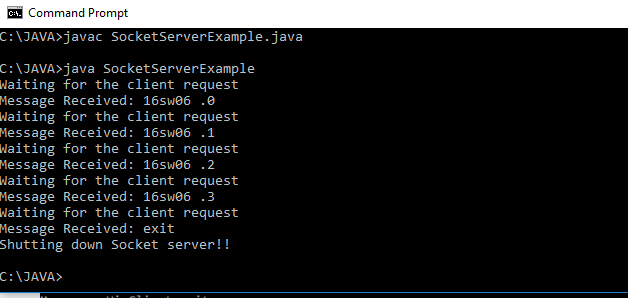 Command Prompt
C:\JAVA>javac SocketServerExample.java
C:\JAVA>java SocketServerExample
Waiting for the client request
Message Received: 16sw06 .0
Waiting for the client request
Message Received: 16sw06 .1
Waiting for the client request
Message Received: 16sw06 .2
Waiting for the client request
Message Received: 16sw06 .3
Waiting for the client request
Message Received: exit
Shutting down Socket server!!
C:\JAVA>